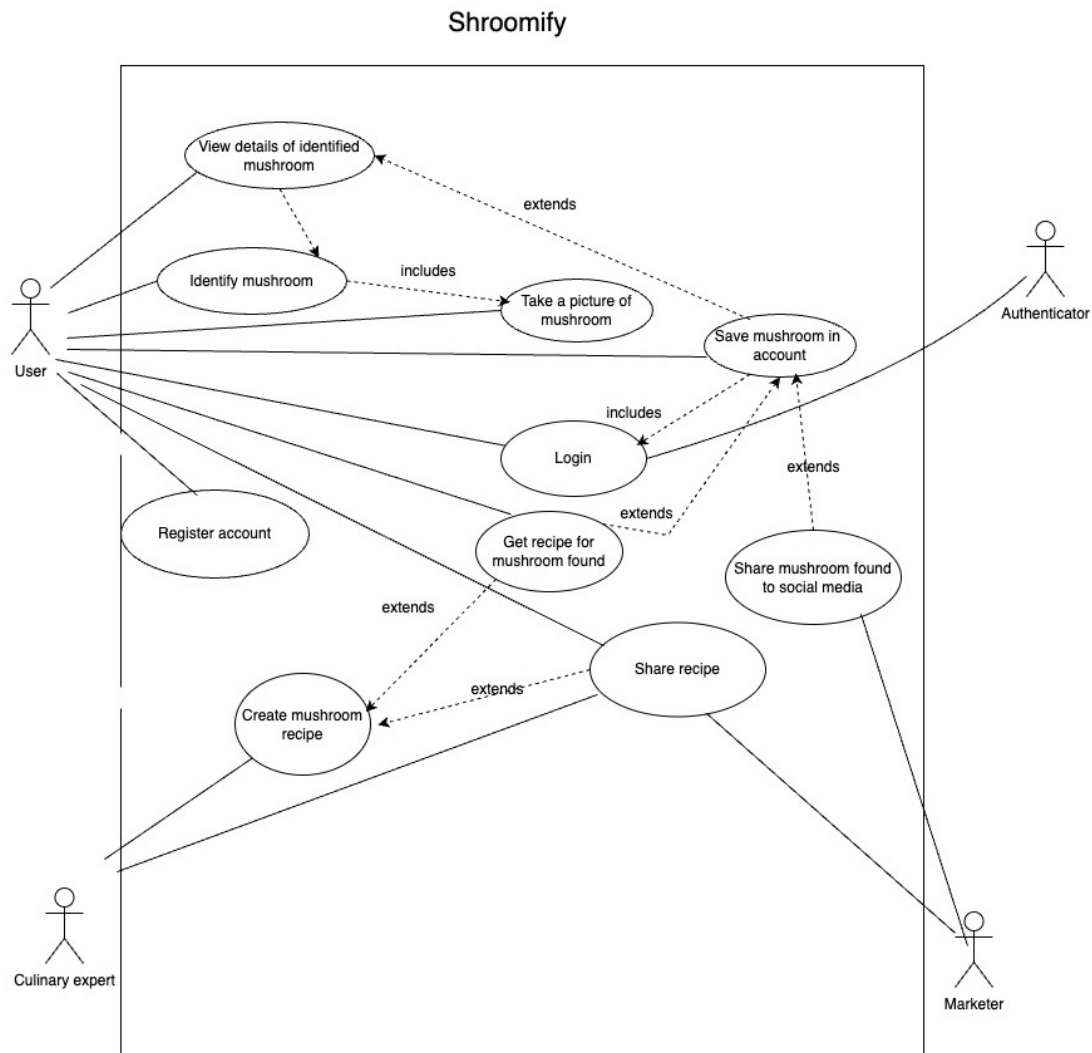 Shroomify
View details of identified
mushroom
extends
Identify mushroom
includes
Take a picture of
mushroom
Authenticator
User
Save mushroom in
account
includes
Login
extends
Register account
Get recipe for
mushroom found
extends
Share mushroom found
to social media
extends
Share recipe
extends
Create mushroom
recipe
Culinary expert
Marketer